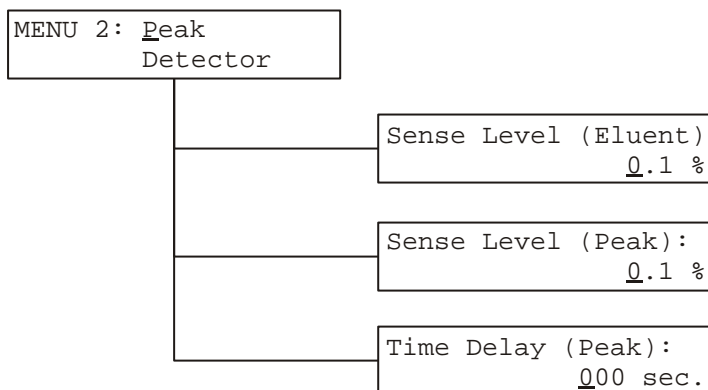 MENU 2: Peak
Detector
Sense Level (Eluent)
0.1 %
Sense Level (Peak):
0.1 %
Time Delay (Peak):
000 sec.